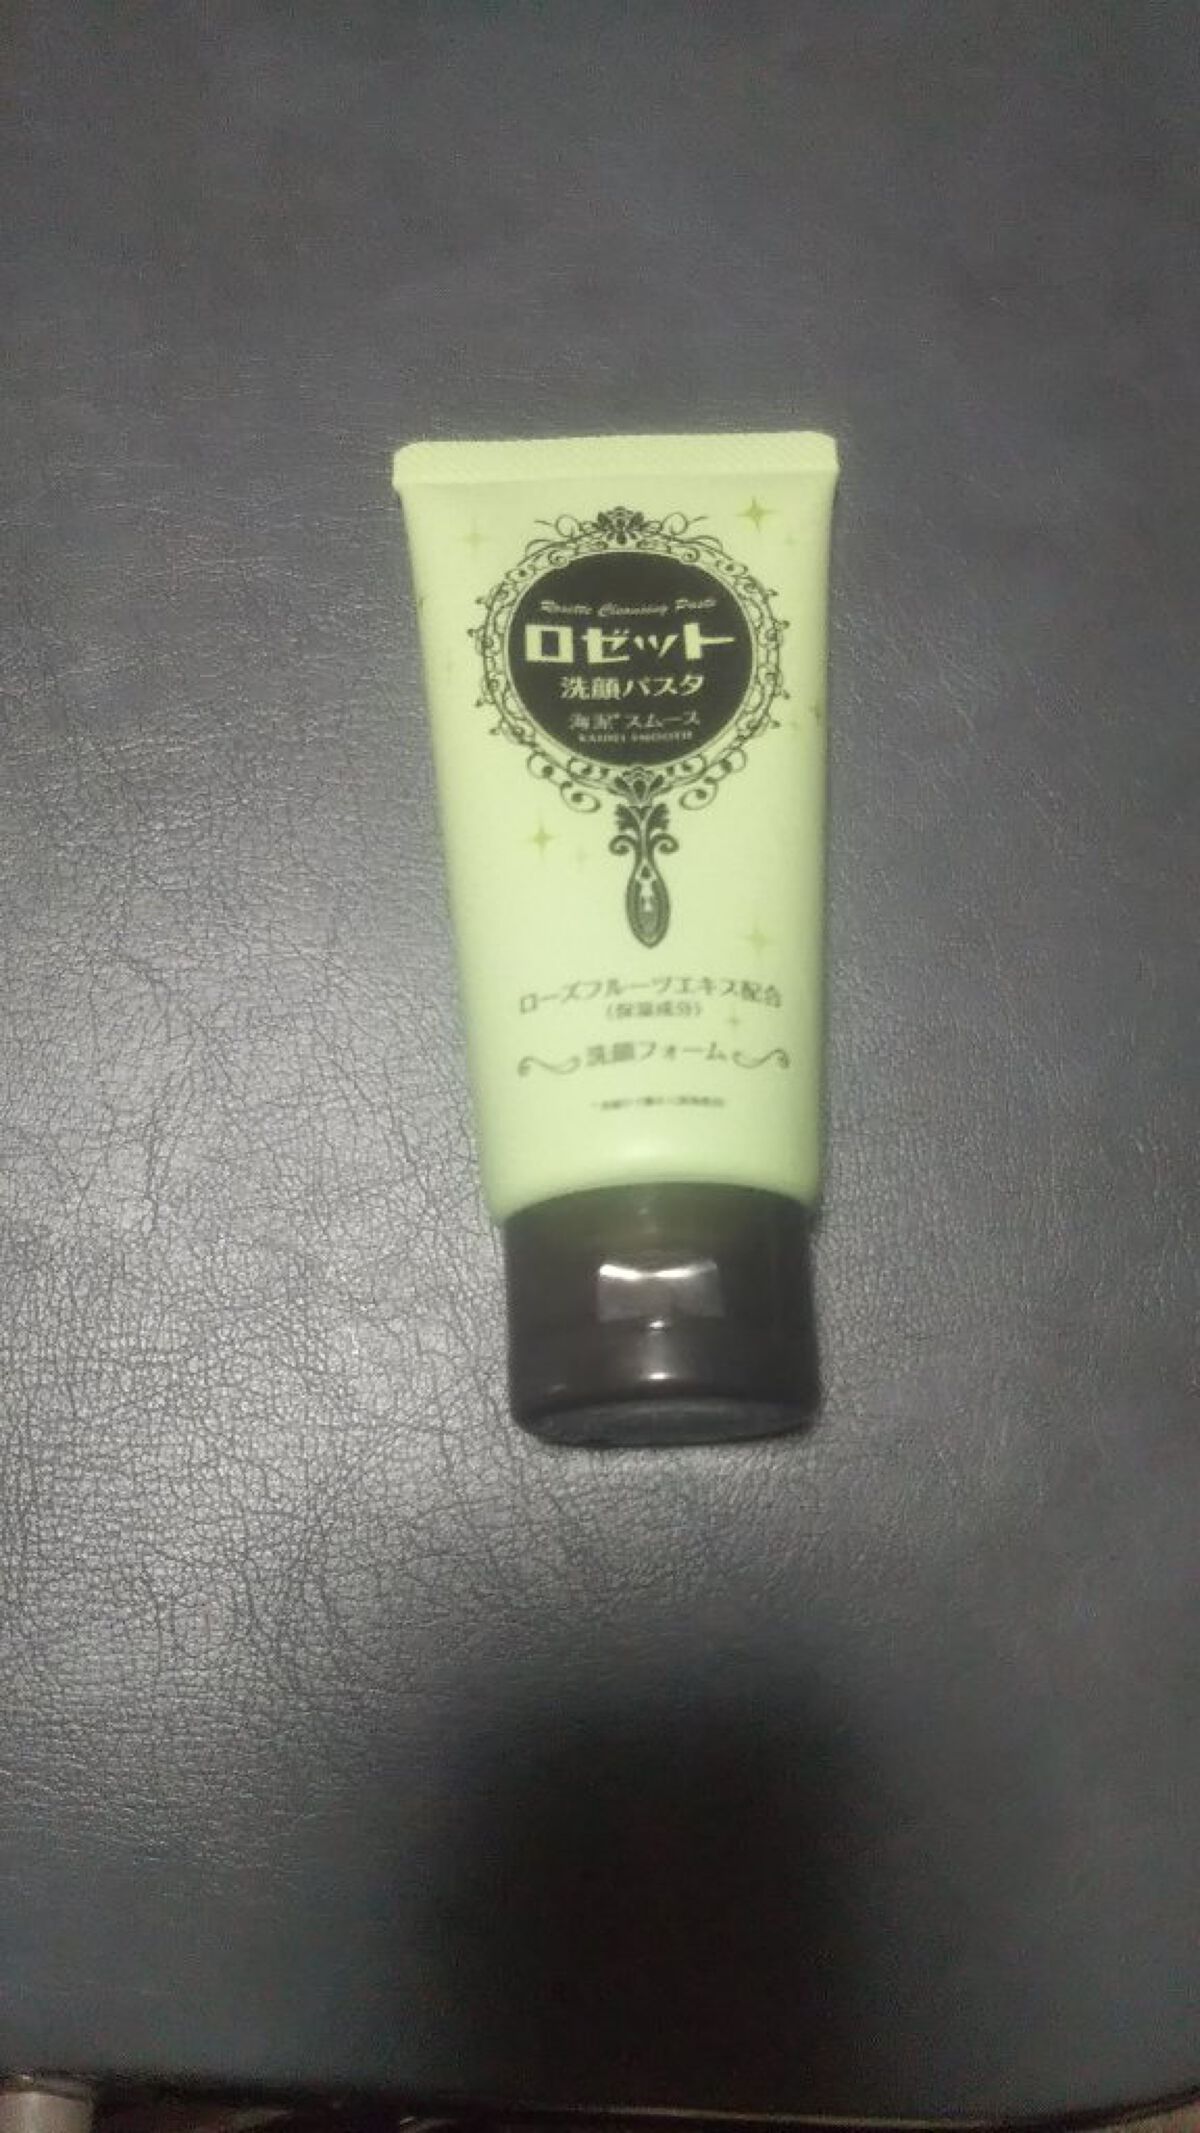 Rosette Cleansing Paste
ロゼット
洗顔パスタ
海泥*スムース
KAIDEI SMOOTH
ローズフルーツエキス配合
(保湿成分)
洗顔フォーム